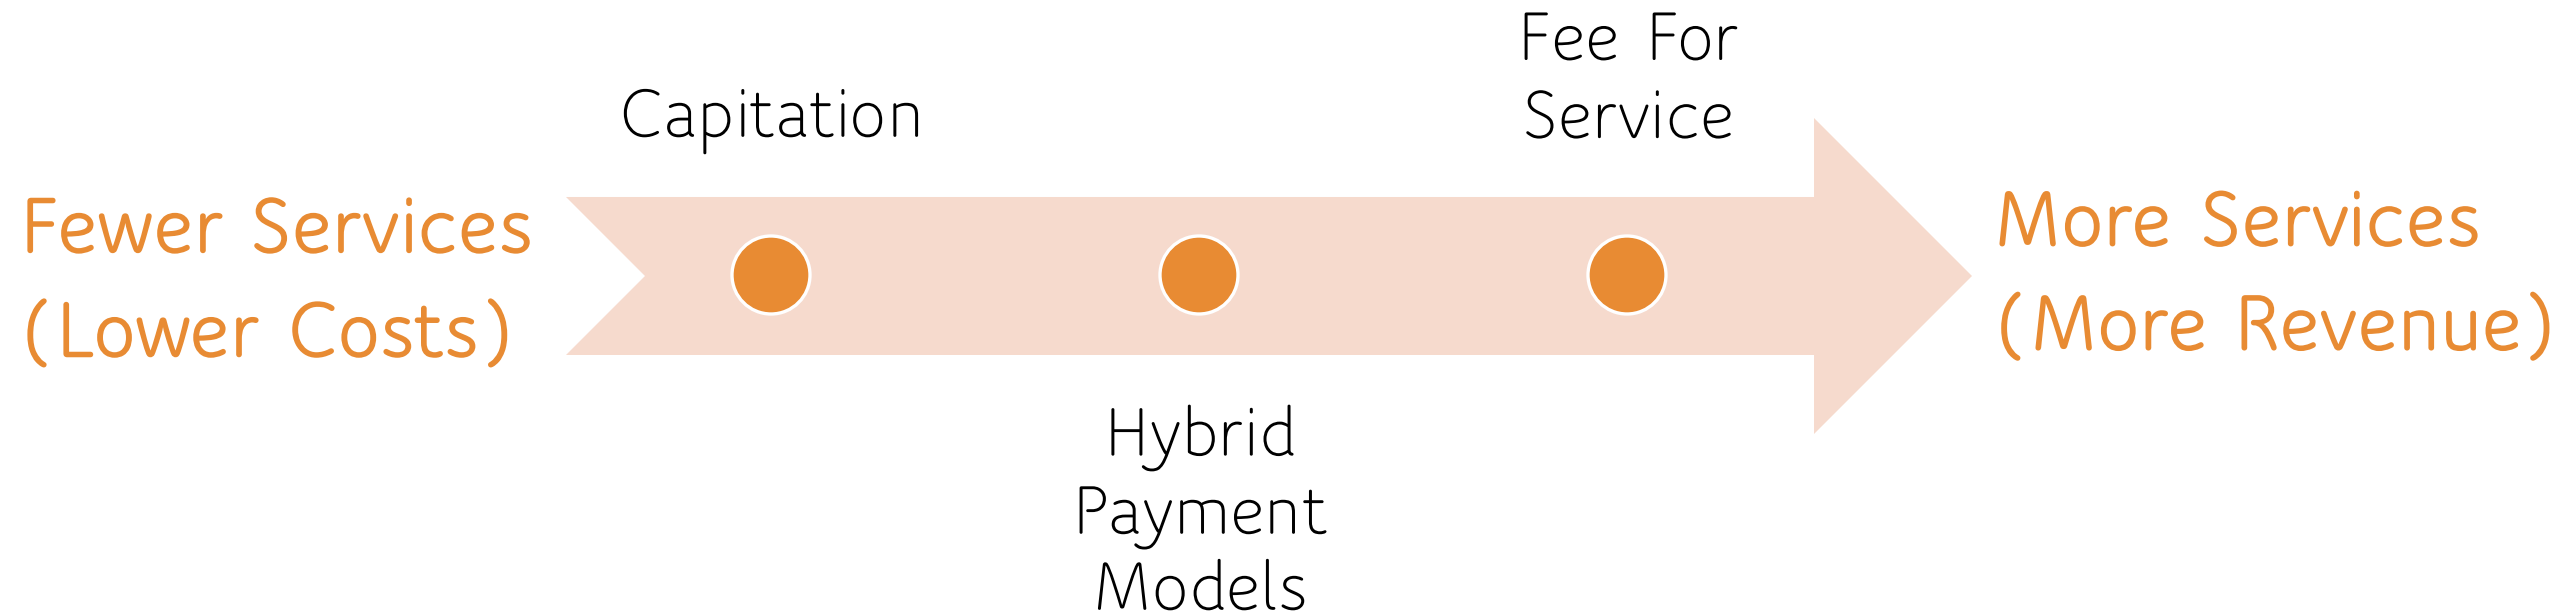 Fewer Services
(Lower Costs)
Capitation
Hybrid
Payment
Models
Fee For
Service
More Services
(More Revenue)